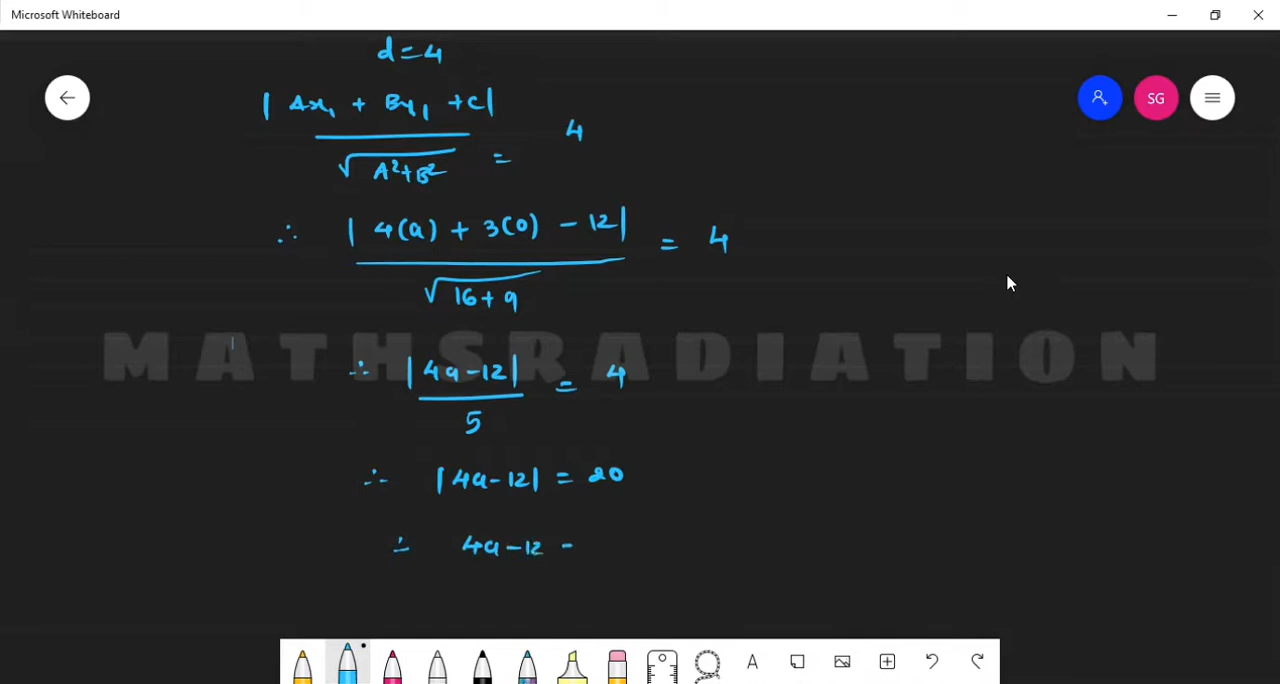 Microsoft Whiteboard
d = 4
| Ax₁ + By₁ + C | / √(A² + B²) = 4
SG
∴ | 4(a) + 3(0) - 12 | / √(16 + 9) = 4
MATHSRADIATION
∴ | 4a - 12 | / 5 = 4
∴ | 4a - 12 | = 20
∴ 4a - 12 =
A